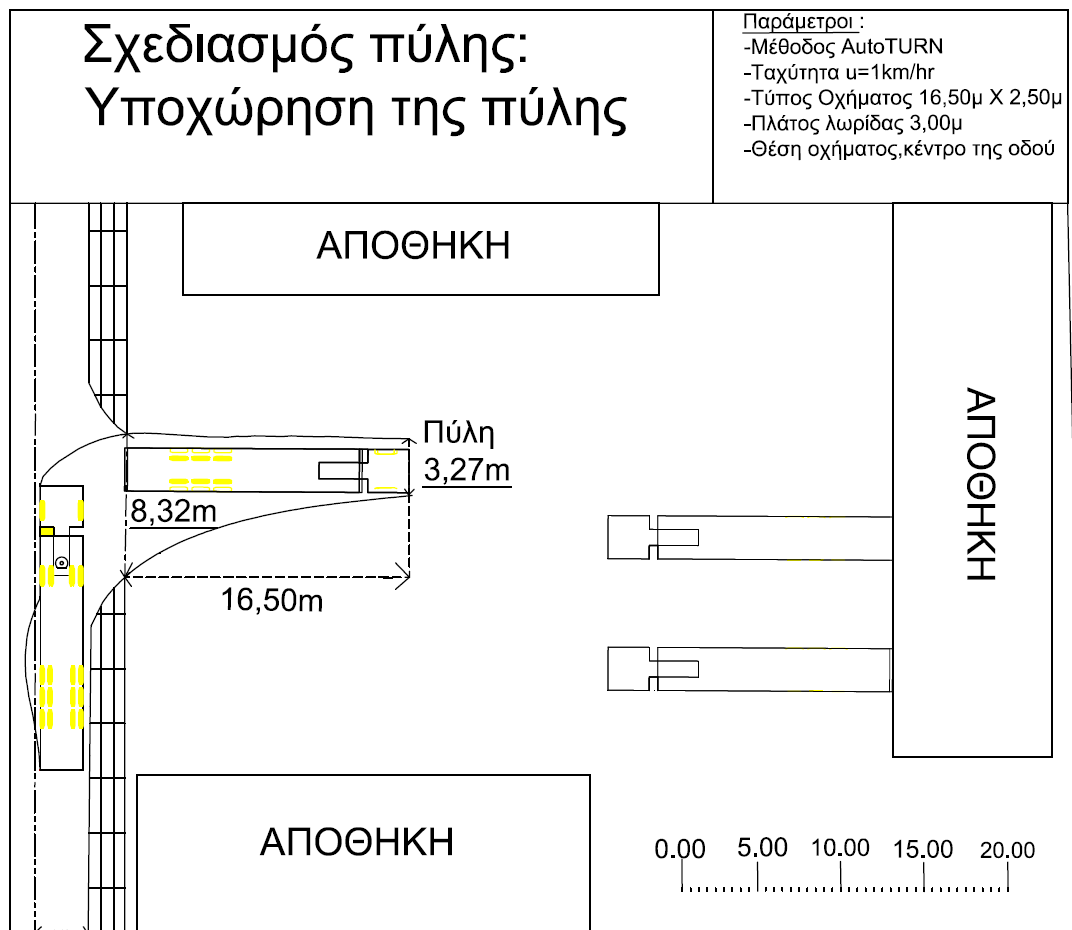 Σχεδιασμός πύλης:
Υποχώρηση της πύλης
Παράμετροι :
-Μέθοδος AutoTURN
-Ταχύτητα u=1km/hr
-Τύπος Οχήματος 16,50μ Χ 2,50μ
-Πλάτος λωρίδας 3,00μ
-Θέση οχήματος,κέντρο της οδού
ΑΠΟΘΗΚΗ
ΑΠΟΘΗΚΗ
Πύλη
3,27m
8,32m
16,50m
ΑΠΟΘΗΚΗ
0.00 5.00 10.00 15.00 20.00